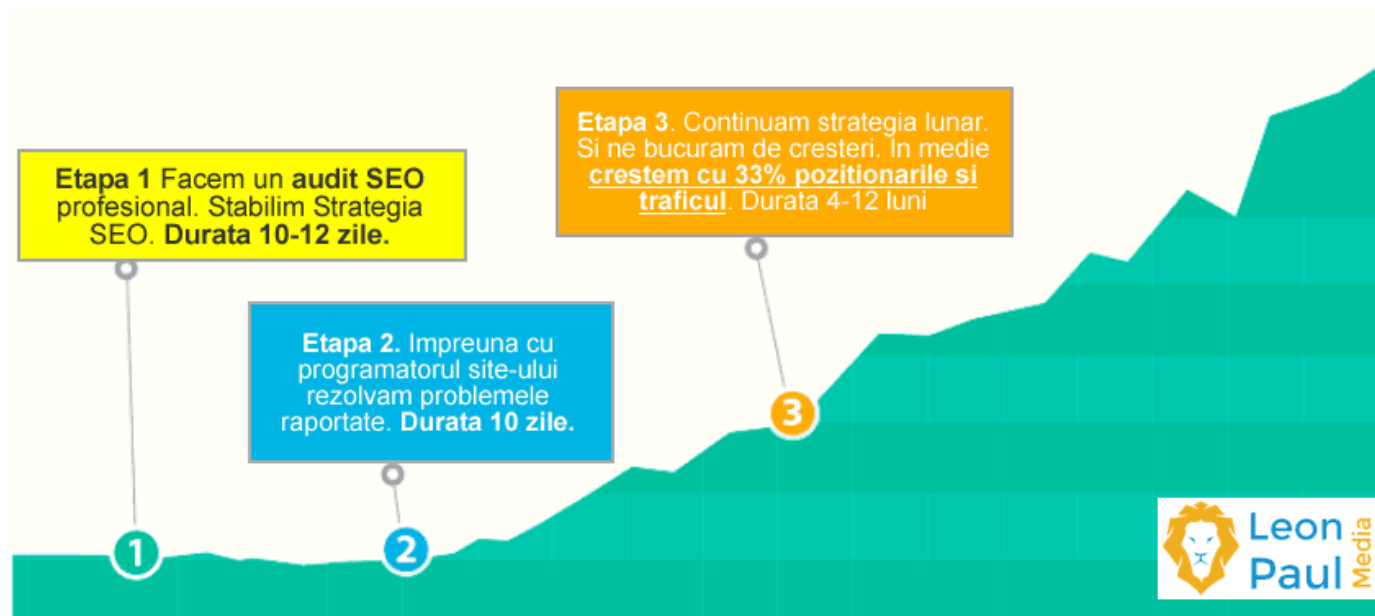 Etapa 1 Facem un audit SEO
profesional. Stabilim Strategia
SEO. Durata 10-12 zile.
Etapa 2. Impreuna cu
programatorul site-ului
rezolvam problemele
raportate. Durata 10 zile.
Etapa 3. Continuam strategia lunar.
Si ne bucuram de cresteri. In medie
crestem cu 33% pozitionarile si
traficul. Durata 4-12 luni
1
2
3
Leon
Paul
Media